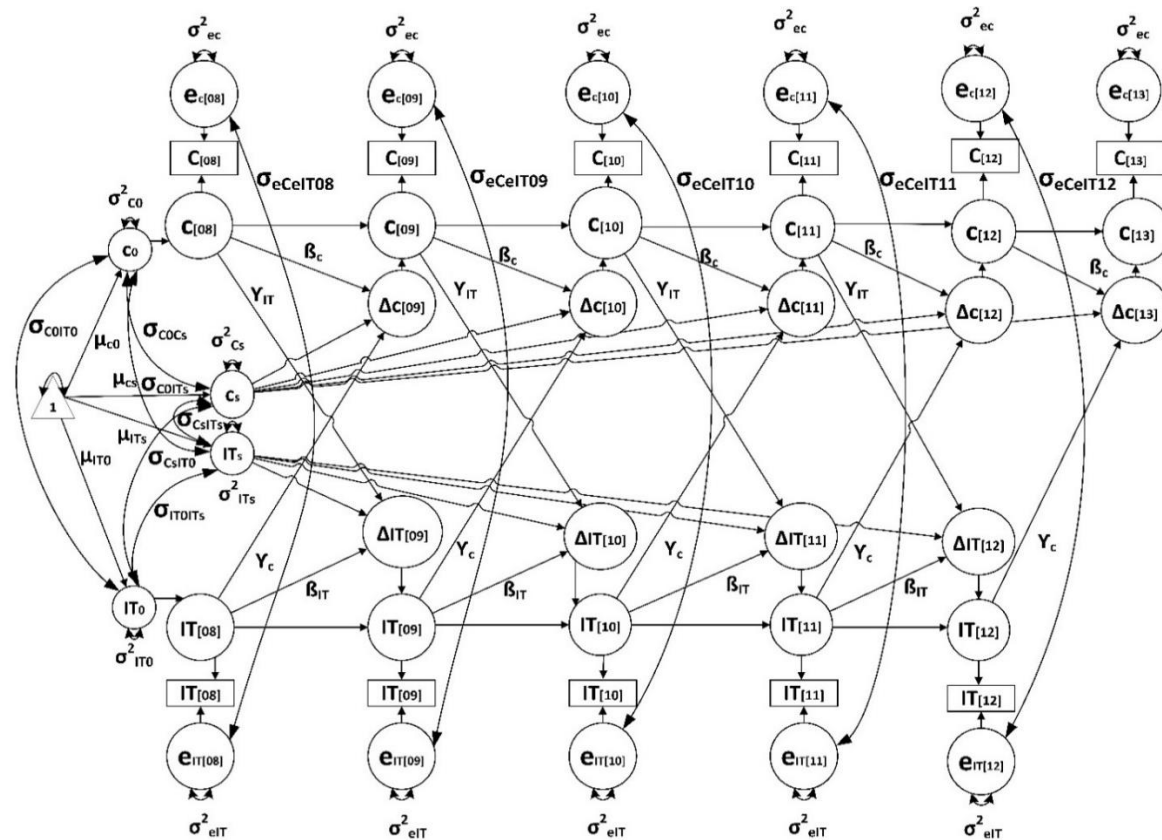 σ²ec σ²ec σ²ec σ²ec σ²ec σ²ec
ec[08] ec[09] ec[10] ec[11] ec[12] ec[13]
C[08] C[09] C[10] C[11] C[12] C[13]
σeCeIT08 σeCeIT09 σeCeIT10 σeCeIT11 σeCeIT12
σ²C0
c[08] c[09] c[10] c[11] c[12] c[13]
c0
ßc ßc ßc ßc ßc
γIT γIT γIT γIT
Δc[09] Δc[10] Δc[11] Δc[12] Δc[13]
σC0IT0 μc0 σC0Cs σ²Cs
μcs σC0ITs cs
1
μITs σCsITs
μIT0 σCsIT0 ITs
σIT0ITs σ²ITs
ΔIT[09] ΔIT[10] ΔIT[11] ΔIT[12]
γc γc γc γc
ßIT ßIT ßIT ßIT
IT0
IT[08] IT[09] IT[10] IT[11] IT[12]
σ²IT0
IT[08] IT[09] IT[10] IT[11] IT[12]
eIT[08] eIT[09] eIT[10] eIT[11] eIT[12]
σ²eIT σ²eIT σ²eIT σ²eIT σ²eIT